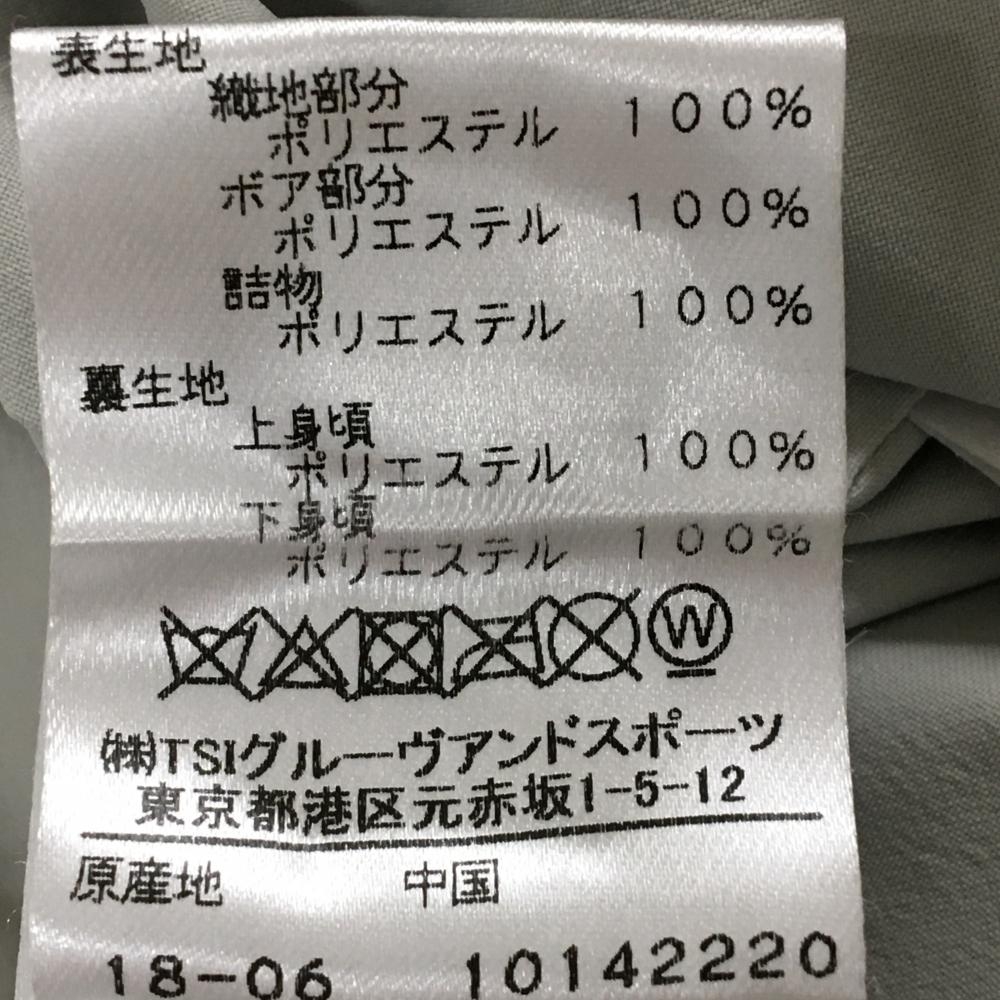 表生地
織地部分
ポリエステル 100%
ボア部分
ポリエステル 100%
詰物
ポリエステル 100%
裏生地
上身頃
ポリエステル 100%
下身頃
ポリエステル 100%
W
㈱TSIグルーヴアンドスポーツ
東京都港区元赤坂1-5-12
原産地 中国
18-06 10142220